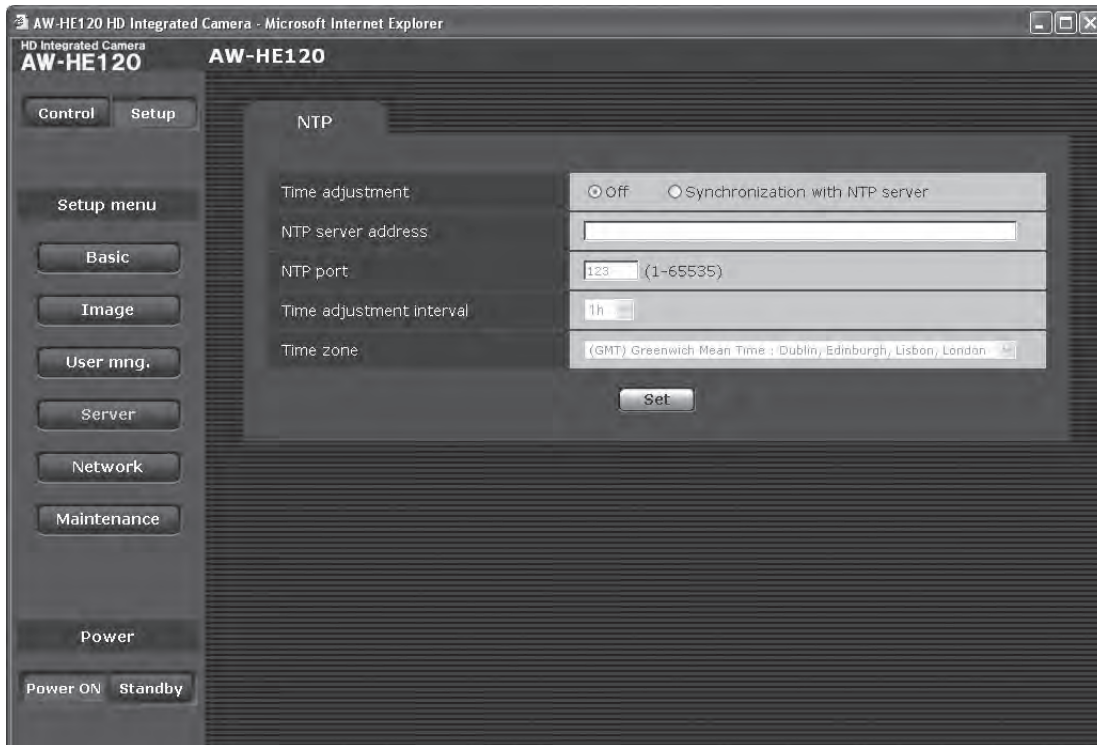 AW-HE120 HD Integrated Camera - Microsoft Internet Explorer
HD Integrated Camera
AW-HE120
AW-HE120
Control Setup
NTP
Setup menu
Basic
Image
User mng.
Server
Network
Maintenance
Power
Power ON Standby
Time adjustment Off Synchronization with NTP server
NTP server address
NTP port 123 (1-65535)
Time adjustment interval 1h
Time zone (GMT) Greenwich Mean Time : Dublin, Edinburgh, Lisbon, London
Set